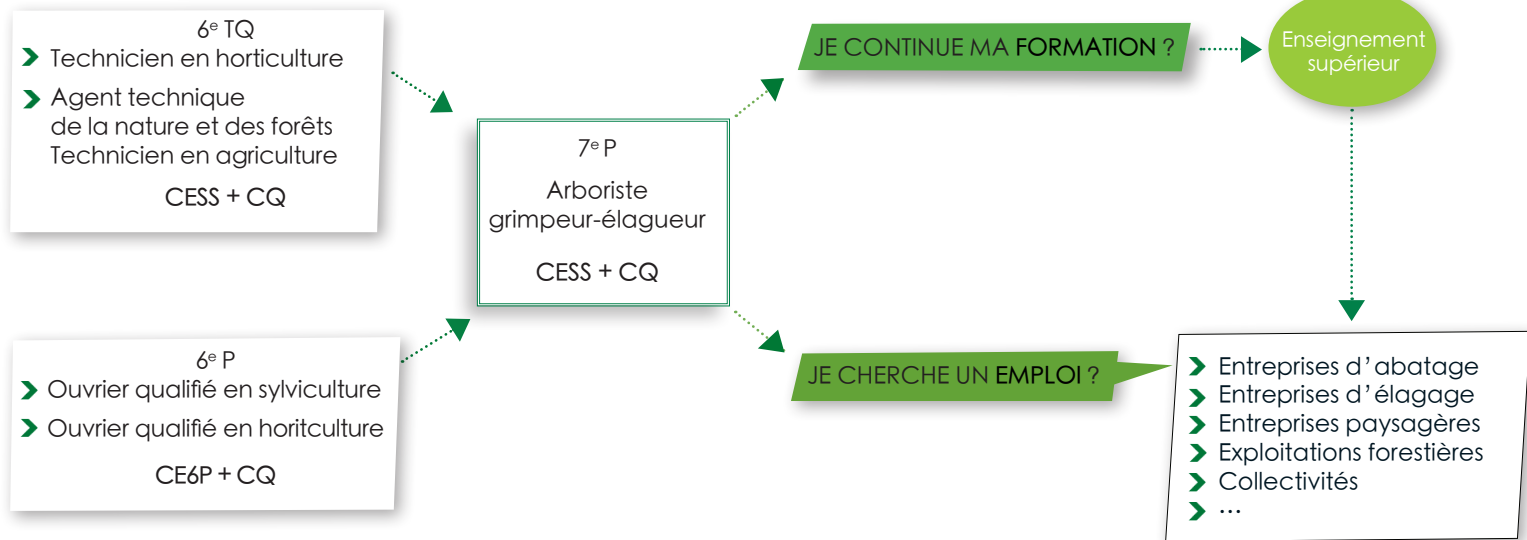 6e TQ
Technicien en horticulture
Agent technique
de la nature et des forêts
Technicien en agriculture
CESS + CQ
6e P
Ouvrier qualifié en sylviculture
Ouvrier qualifié en horitculture
CE6P + CQ
7e P
Arboriste
grimpeur-élagueur
CESS + CQ
JE CONTINUE MA FORMATION ?
Enseignement
supérieur
JE CHERCHE UN EMPLOI ?
Entreprises d'abatage
Entreprises d'élagage
Entreprises paysagères
Exploitations forestières
Collectivités
...